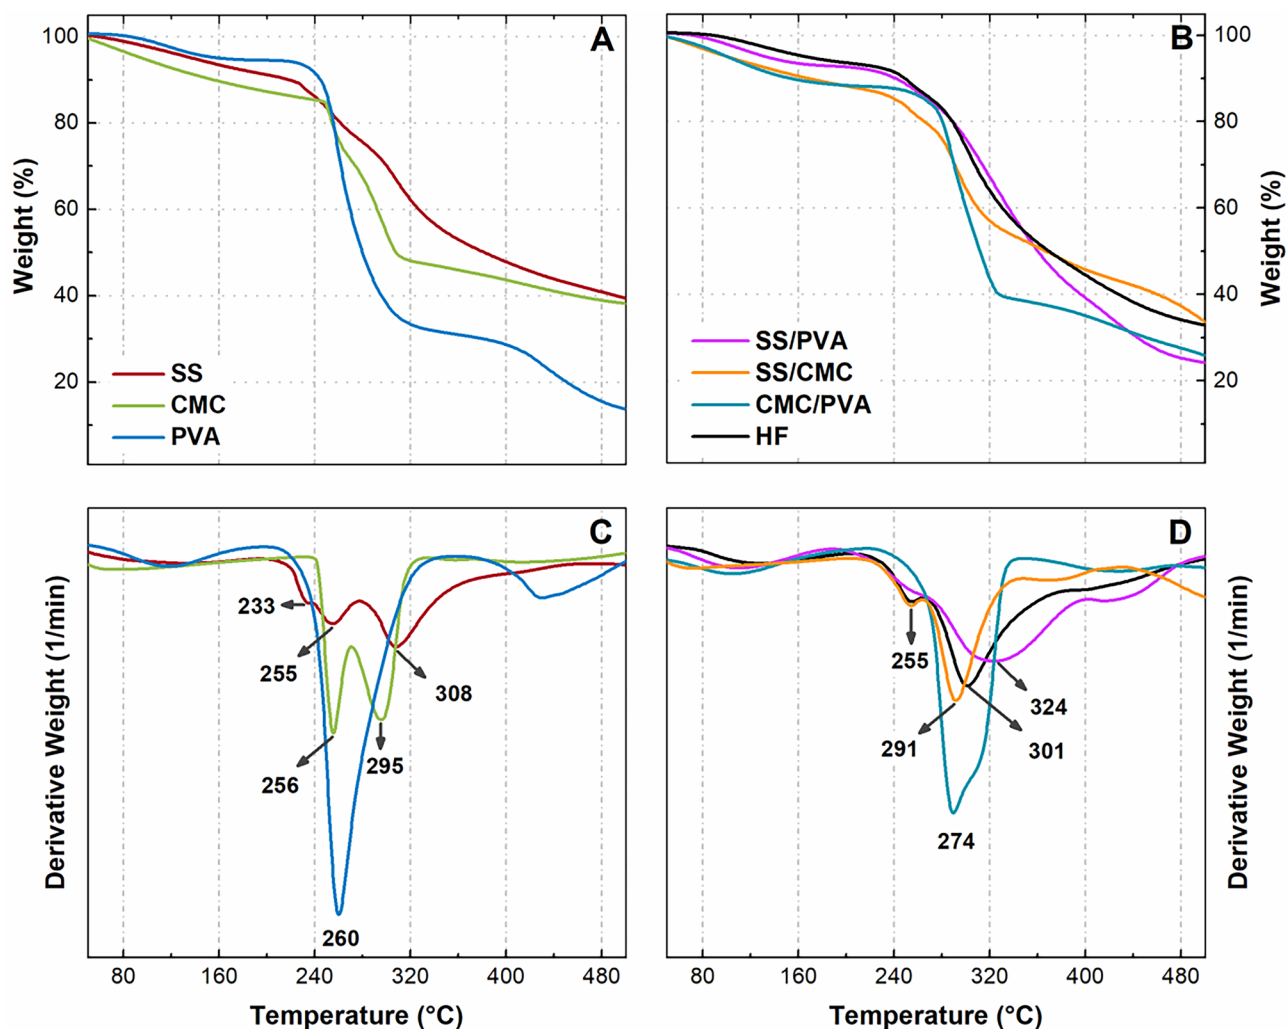 A
B
100
80
60
40
20
Weight (%)
SS
CMC
PVA
SS/PVA
SS/CMC
CMC/PVA
HF
100
80
60
40
20
Weight (%)
C
D
233
255
256
308
295
260
255
291
324
301
274
Derivative Weight (1/min)
Derivative Weight (1/min)
80 160 240 320 400 480
80 160 240 320 400 480
Temperature (°C)
Temperature (°C)